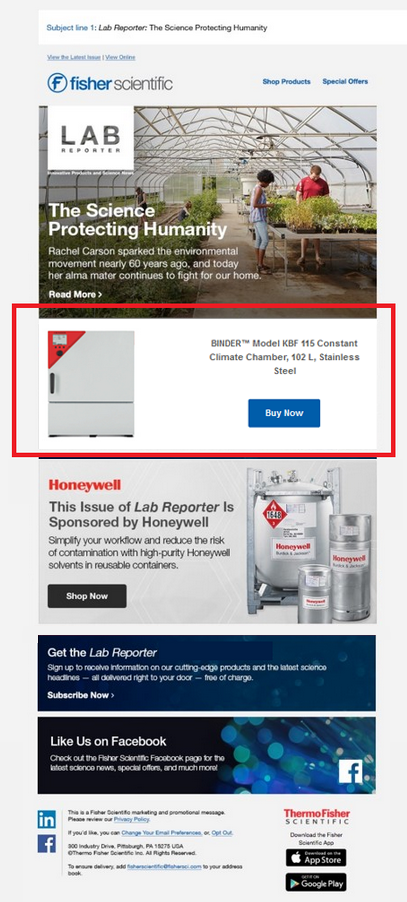 Subject line 1: Lab Reporter: The Science Protecting Humanity
View the Latest Issue | View Online
fisher scientific
Shop Products Special Offers
LAB
REPORTER
Innovative Products and Science News
The Science
Protecting Humanity
Rachel Carson sparked the environmental
movement nearly 60 years ago, and today
her alma mater continues to fight for our home.
Read More >
BINDER™ Model KBF 115 Constant
Climate Chamber, 102 L, Stainless
Steel
Buy Now
Honeywell
This Issue of Lab Reporter Is
Sponsored by Honeywell
Simplify your workflow and reduce the risk
of contamination with high-purity Honeywell
solvents in reusable containers.
Shop Now
1648
Honeywell
Burdick & Jackson
Honeywell
Honeywell
Get the Lab Reporter
Sign up to receive information on our cutting-edge products and the latest science
headlines — all delivered right to your door — free of charge.
Subscribe Now >
Like Us on Facebook
Check out the Fisher Scientific Facebook page for the
latest science news, special offers, and much more!
This is a Fisher Scientific marketing and promotional message.
Please review our Privacy Policy.
If you'd like, you can Change Your Email Preferences, or, Opt Out.
300 Industry Drive, Pittsburgh, PA 15275 USA
©Thermo Fisher Scientific Inc. All Rights Reserved.
To ensure delivery, add fisherscientific@fishersci.com to your address
book.
ThermoFisher
SCIENTIFIC
Download the Fisher
Scientific App
Download on the
App Store
GET IT ON
Google Play